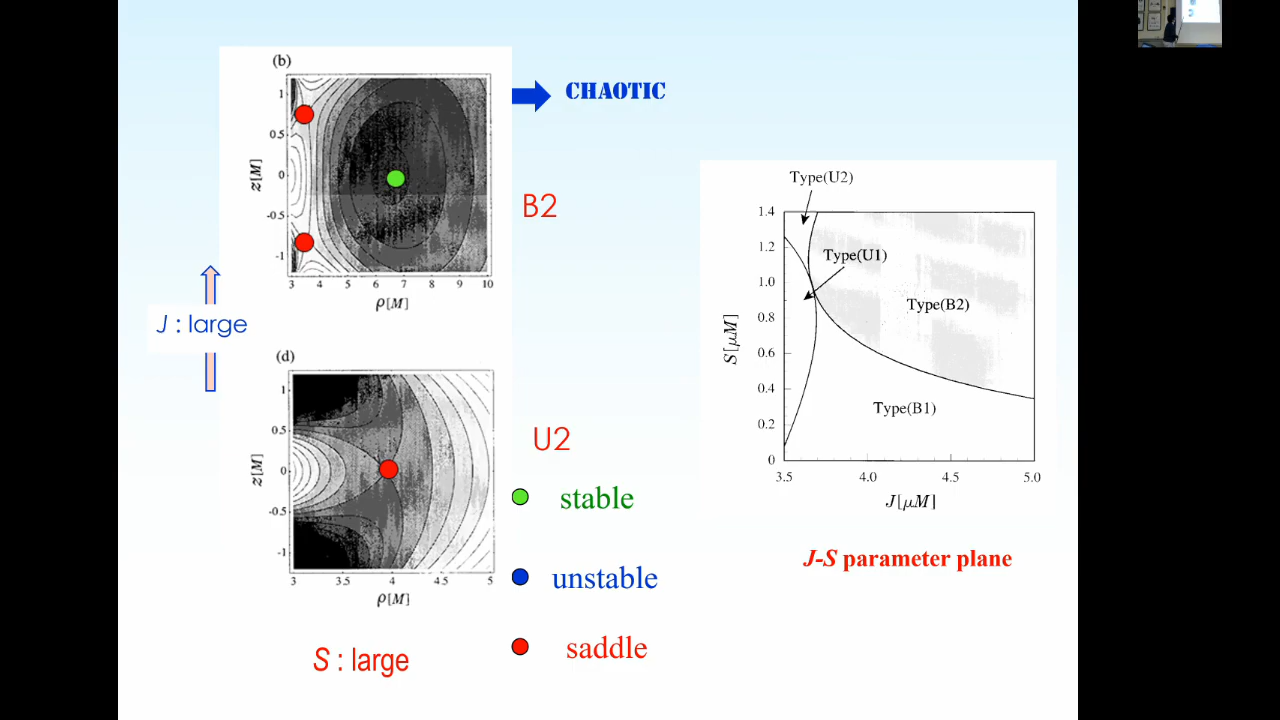 (b)
CHAOTIC
1
0.5
0
-0.5
-1
z[M]
3 4 5 6 7 8 9 10
ρ[M]
B2
J : large
(d)
1
0.5
0
-0.5
-1
z[M]
3 3.5 4 4.5 5
ρ[M]
U2
stable
unstable
saddle
S : large
Type(U2)
1.4
1.2
1.0
0.8
0.6
0.4
0.2
0
S[μM]
Type(U1)
Type(B2)
Type(B1)
3.5 4.0 4.5 5.0
J[μM]
J-S parameter plane